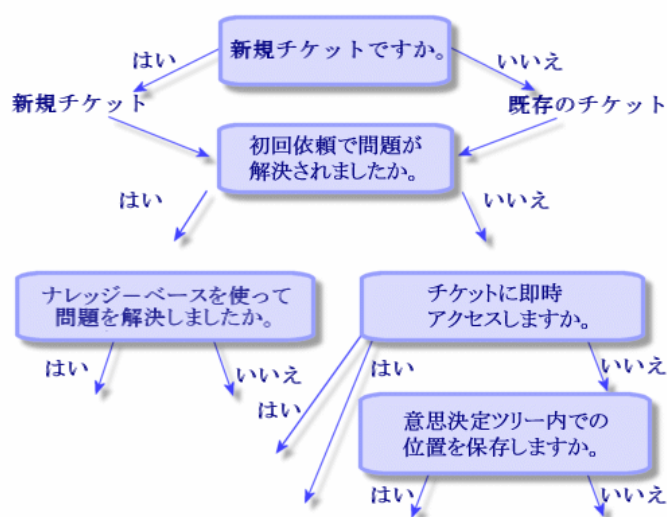 新規チケットですか。
はい
いいえ
新規チケット
既存のチケット
初回依頼で問題が
解決されましたか。
はい
いいえ
ナレッジーベースを使って
問題を解決しましたか。
チケットに即時
アクセスしますか。
はい
いいえ
はい
はい
いいえ
意思決定ツリー内での
位置を保存しますか。
はい
いいえ